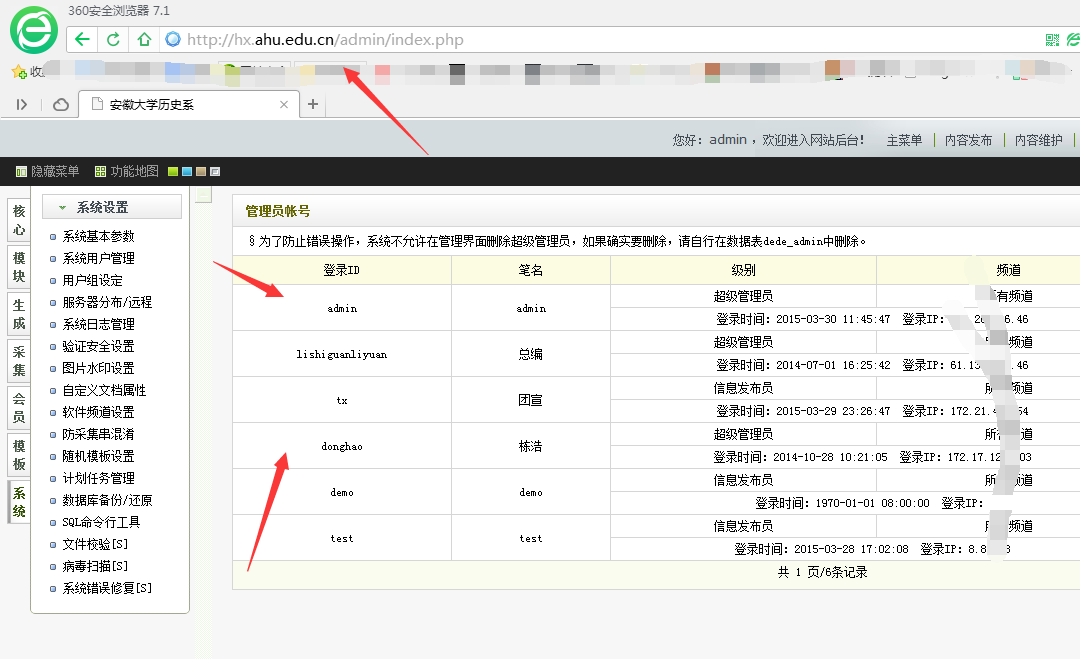 360安全浏览器 7.1
http://hx.ahu.edu.cn/admin/index.php
收
安徽大学历史系
您好：admin ，欢迎进入网站后台！ 主菜单 内容发布 内容维护
隐藏菜单 功能地图
核心
模块
生成
采集
会员
模板
系统
系统设置
系统基本参数
系统用户管理
用户组设定
服务器分布/远程
系统日志管理
验证安全设置
图片水印设置
自定义文档属性
软件频道设置
防采集串混淆
随机模板设置
计划任务管理
数据库备份/还原
SQL命令行工具
文件校验[S]
病毒扫描[S]
系统错误修复[S]
管理员帐号
§ 为了防止错误操作，系统不允许在管理界面删除超级管理员，如果确实要删除，请自行在数据表dede_admin中删除。
登录ID 笔名 级别 频道
admin admin 超级管理员 有频道
登录时间：2015-03-30 11:45:47 登录IP： .46
lishiguanliyuan 总编 超级管理员 频道
登录时间：2014-07-01 16:25:42 登录IP：61.13 .46
tx 团宣 信息发布员 频道
登录时间：2015-03-29 23:26:47 登录IP：172.21.4 54
donghao 栋浩 超级管理员 所 道
登录时间：2014-10-28 10:21:05 登录IP：172.17.12 03
demo demo 信息发布员 所 频道
登录时间：1970-01-01 08:00:00 登录IP：
test test 信息发布员 频道
登录时间：2015-03-28 17:02:08 登录IP：8.8
共 1 页/6条记录